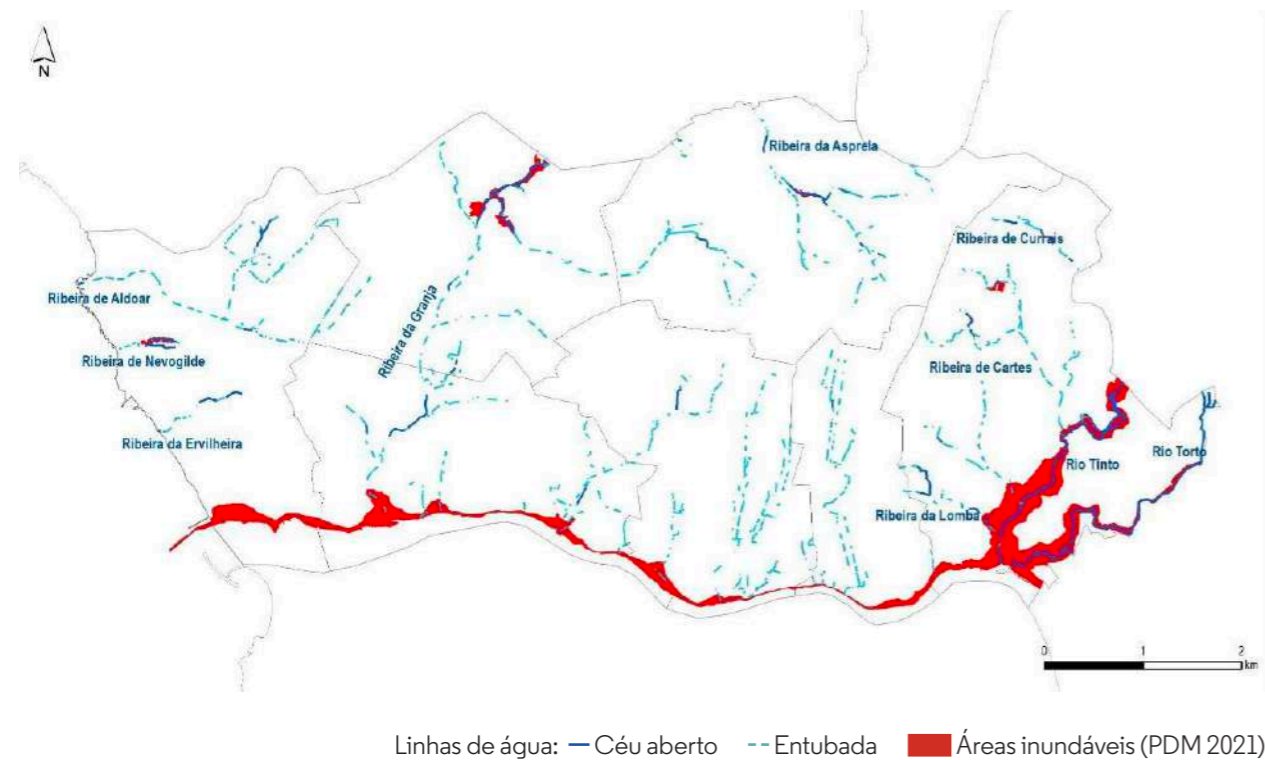 N
Ribeira da Asprela
Ribeira de Currais
Ribeira de Aldoar
Ribeira da Granja
Ribeira de Nevogilde
Ribeira de Cartes
Ribeira da Ervilheira
Rio Torto
Rio Tinto
Ribeira da Lomba
0 1 2
km
Linhas de água: Céu aberto Entubada Áreas inundáveis (PDM 2021)